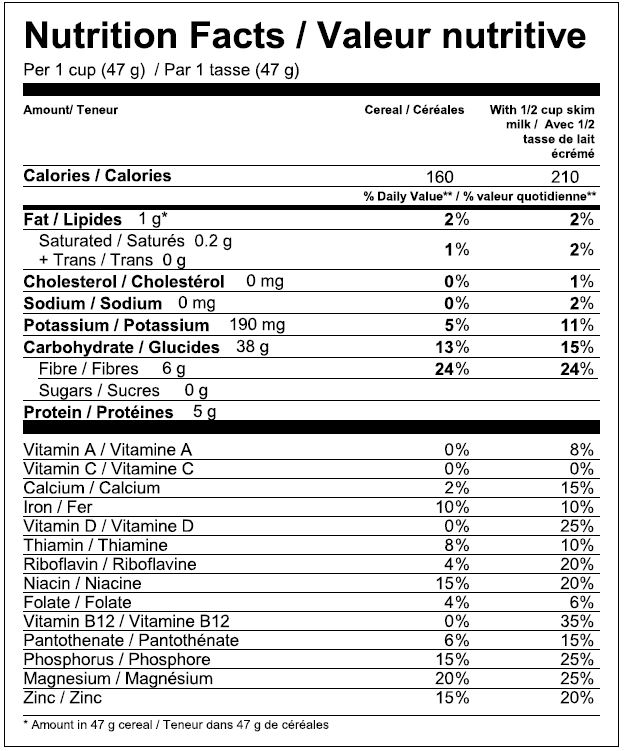 Nutrition Facts / Valeur nutritive
Per 1 cup (47 g) / Par 1 tasse (47 g)
Amount/ Teneur Cereal / Céréales With 1/2 cup skim
milk / Avec 1/2
tasse de lait
écrémé
Calories / Calories 160 210
% Daily Value** / % valeur quotidienne**
Fat / Lipides 1 g* 2% 2%
Saturated / Saturés 0.2 g
+ Trans / Trans 0 g 1% 2%
Cholesterol / Cholestérol 0 mg 0% 1%
Sodium / Sodium 0 mg 0% 2%
Potassium / Potassium 190 mg 5% 11%
Carbohydrate / Glucides 38 g 13% 15%
Fibre / Fibres 6 g 24% 24%
Sugars / Sucres 0 g
Protein / Protéines 5 g
Vitamin A / Vitamine A 0% 8%
Vitamin C / Vitamine C 0% 0%
Calcium / Calcium 2% 15%
Iron / Fer 10% 10%
Vitamin D / Vitamine D 0% 25%
Thiamin / Thiamine 8% 10%
Riboflavin / Riboflavine 4% 20%
Niacin / Niacine 15% 20%
Folate / Folate 4% 6%
Vitamin B12 / Vitamine B12 0% 35%
Pantothenate / Pantothénate 6% 15%
Phosphorus / Phosphore 15% 25%
Magnesium / Magnésium 20% 25%
Zinc / Zinc 15% 20%
* Amount in 47 g cereal / Teneur dans 47 g de céréales